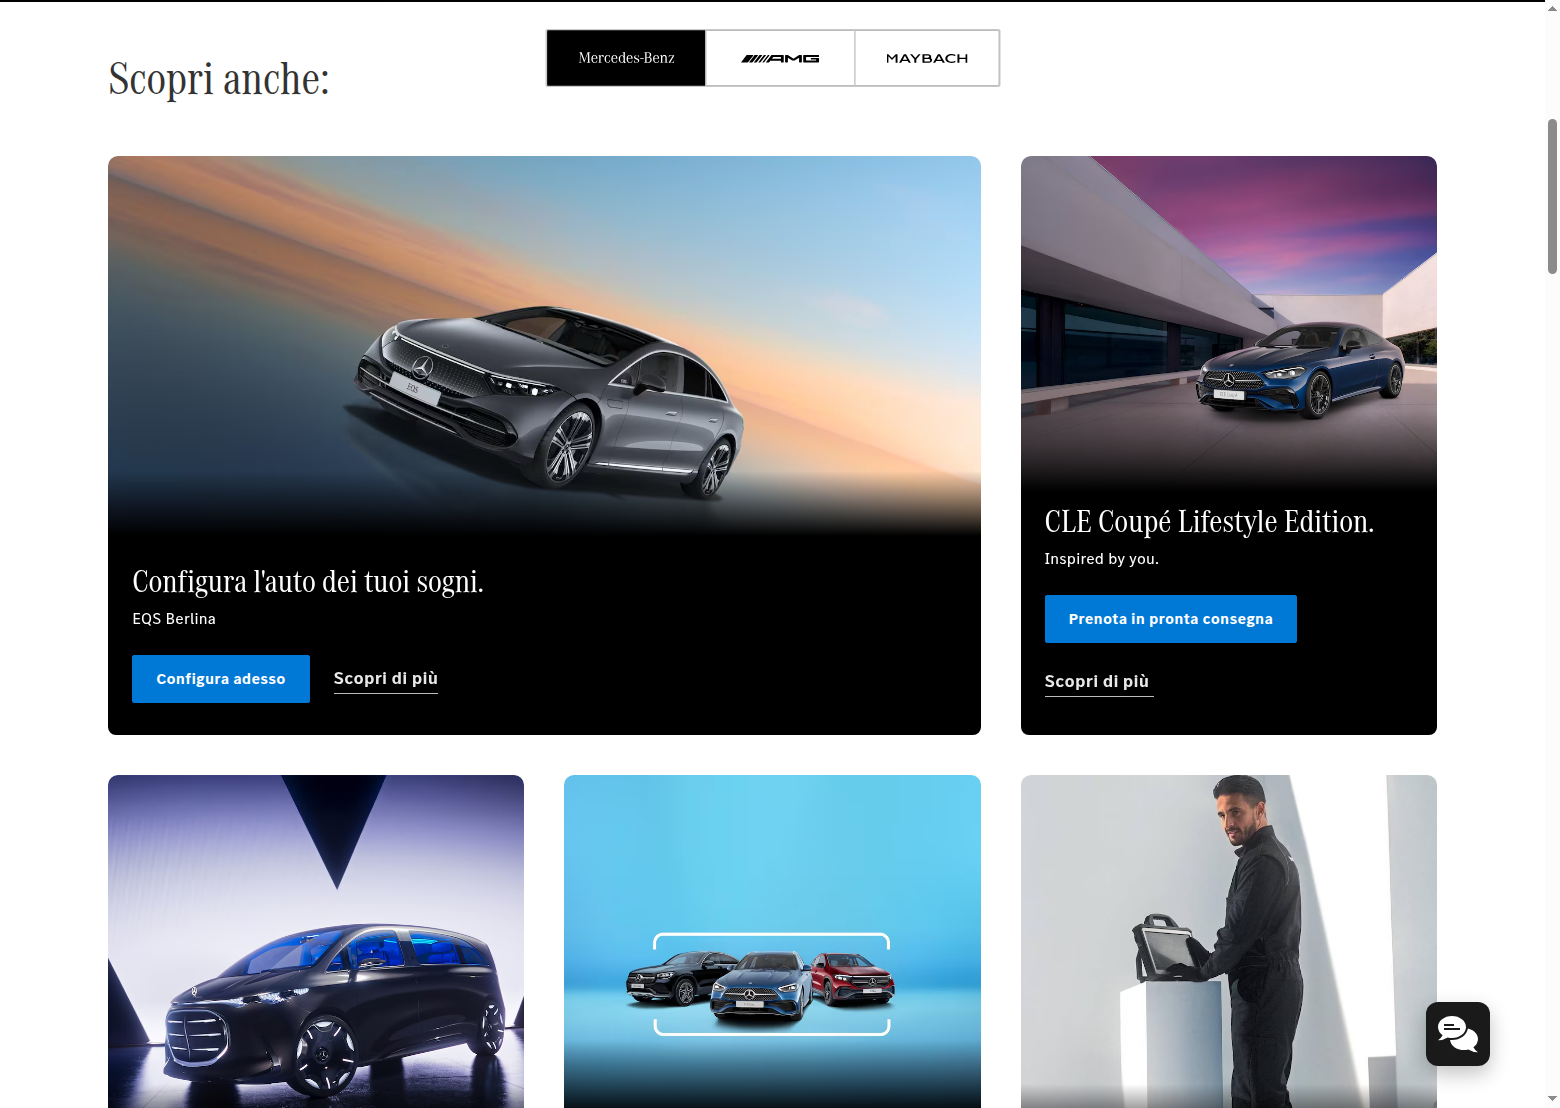 Scopri anche:
Mercedes-Benz
AMG
MAYBACH
EQS
Configura l'auto dei tuoi sogni.
EQS Berlina
Configura adesso
Scopri di più
CLE Coupé Lifestyle Edition.
Inspired by you.
Prenota in pronta consegna
Scopri di più